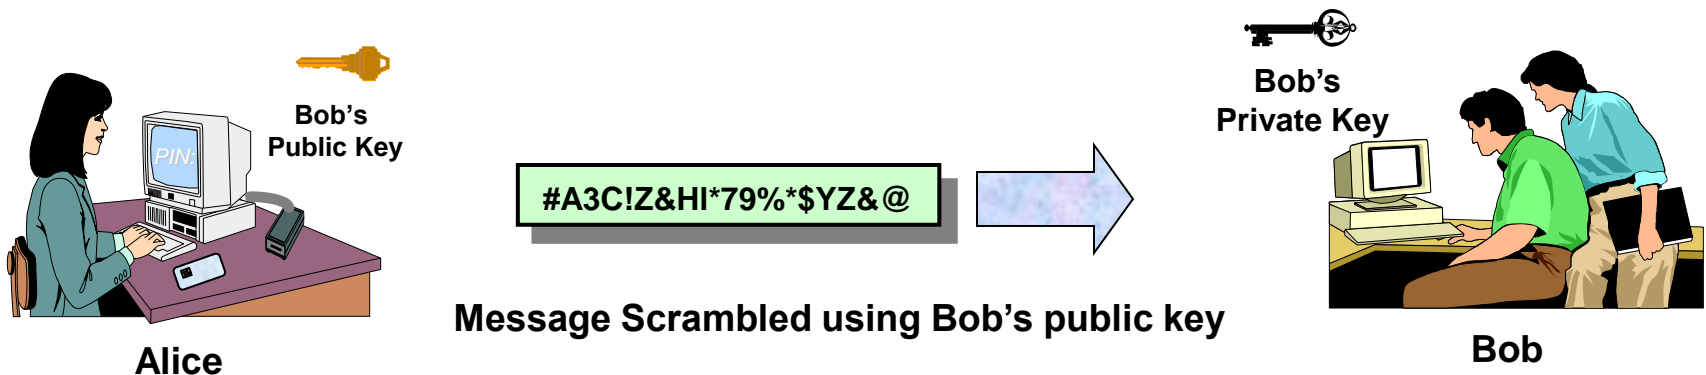 Bob's
Public Key
PIN:
Alice
#A3C!Z&HI*79%*$YZ&@
Message Scrambled using Bob's public key
Bob's
Private Key
Bob